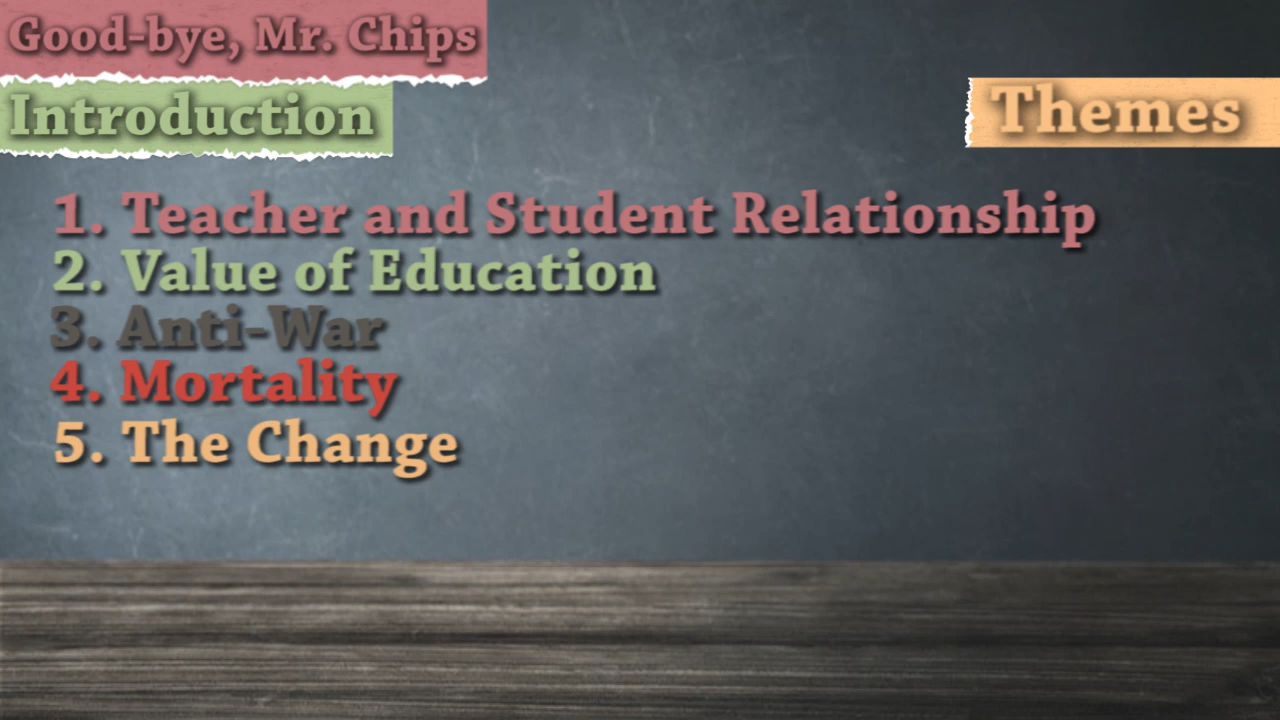 Good-bye, Mr. Chips
Introduction
Themes
1. Teacher and Student Relationship
2. Value of Education
3. Anti-War
4. Mortality
5. The Change